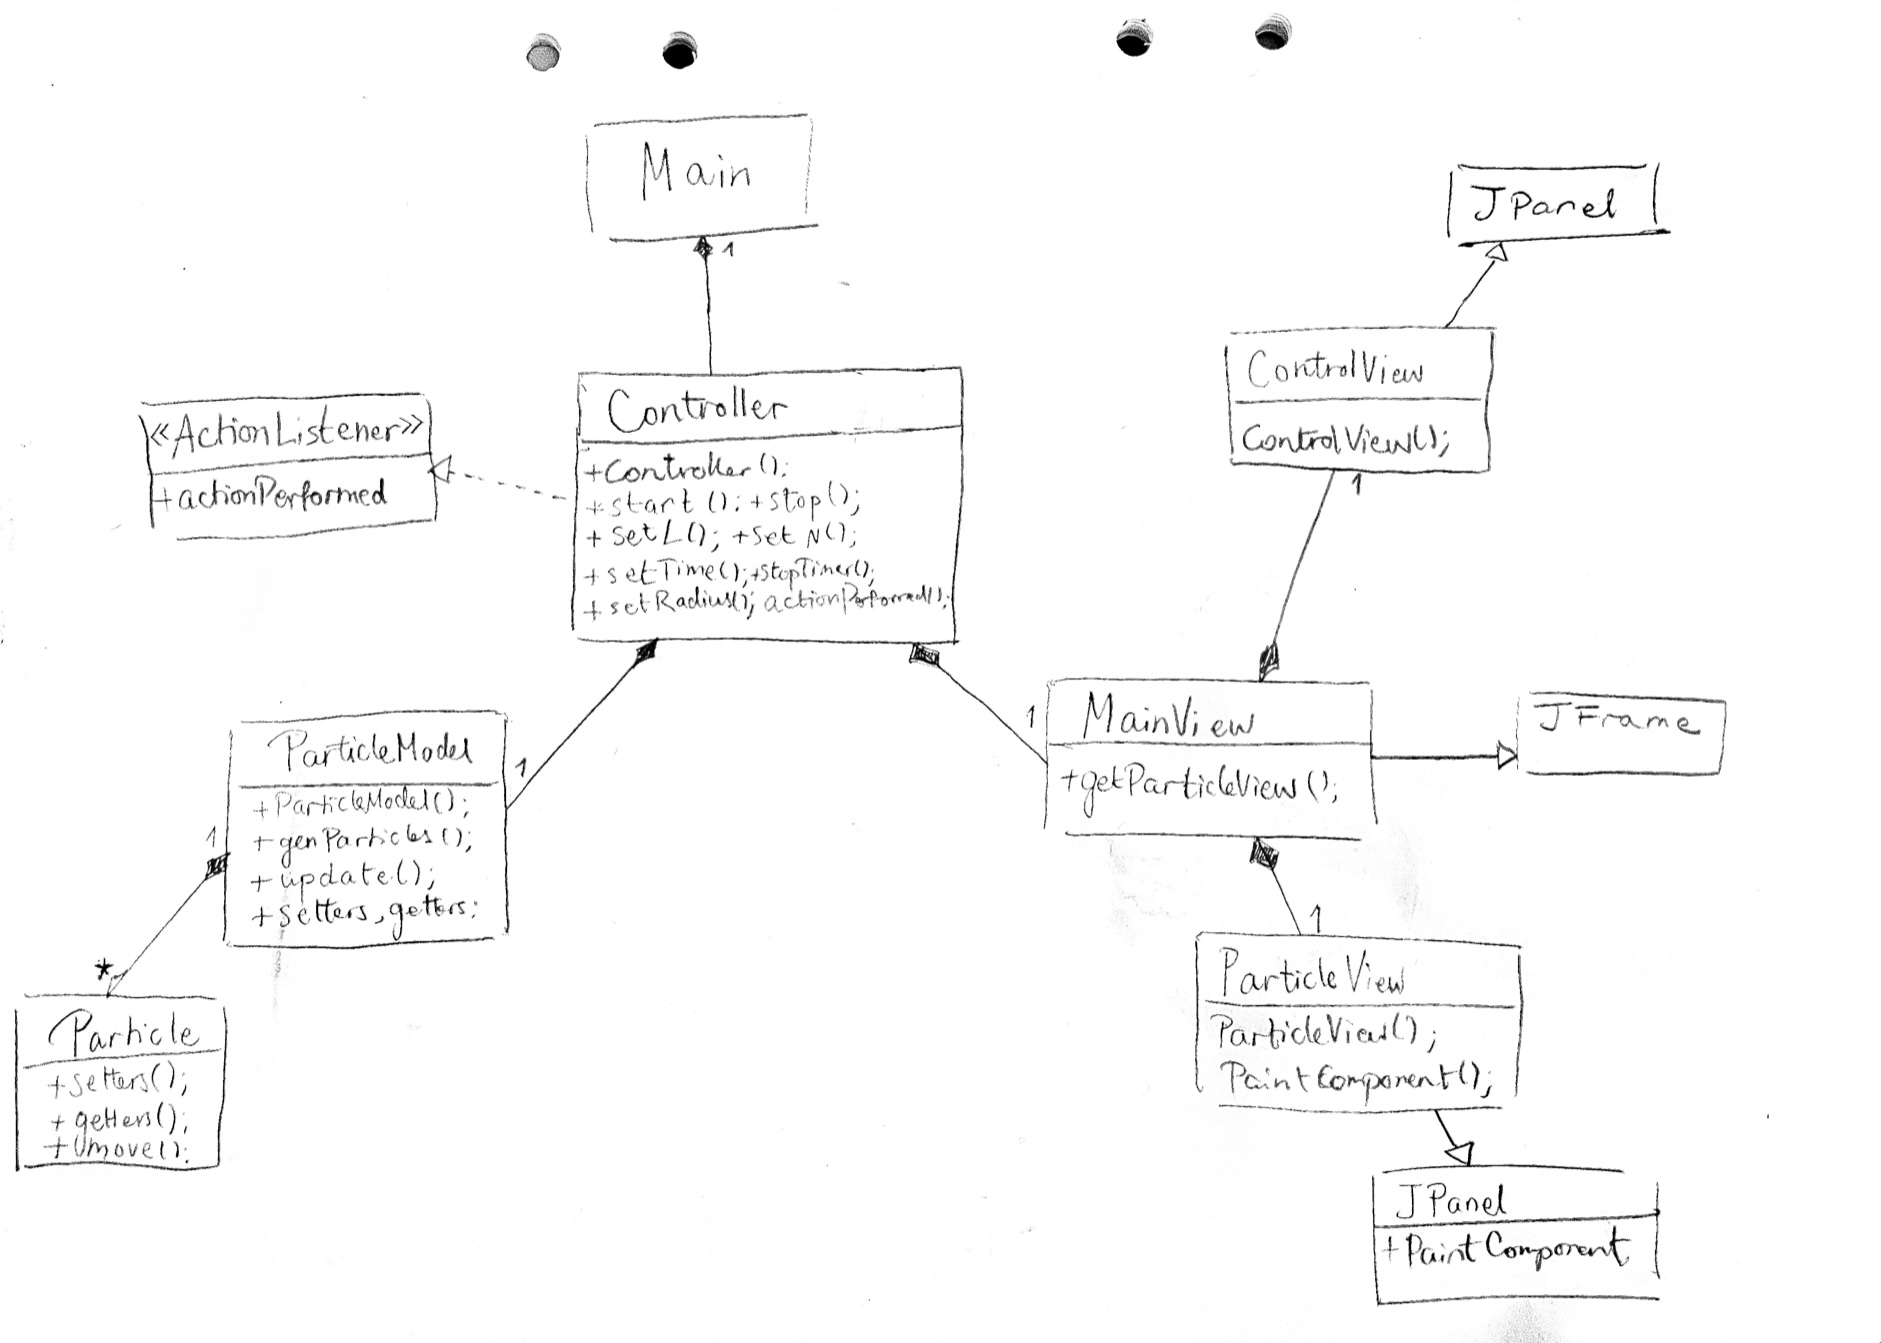 Main
1
JPanel
ControlView
ControlView();
1
<<ActionListener>>
+actionPerformed
Controller
+Controller();
+ start(); +stop();
+ SetL(); +Set N();
+ setTime();+stopTimer();
+ setRadius(); actionPerformed();
ParticleModel
+ParticleModel();
+genParticles();
+update();
+setters, getters;
1
1
*
Particle
+setters();
+getters();
+move();
1
MainView
+getParticleView();
JFrame
1
ParticleView
ParticleView();
PaintComponent();
JPanel
+PaintComponent